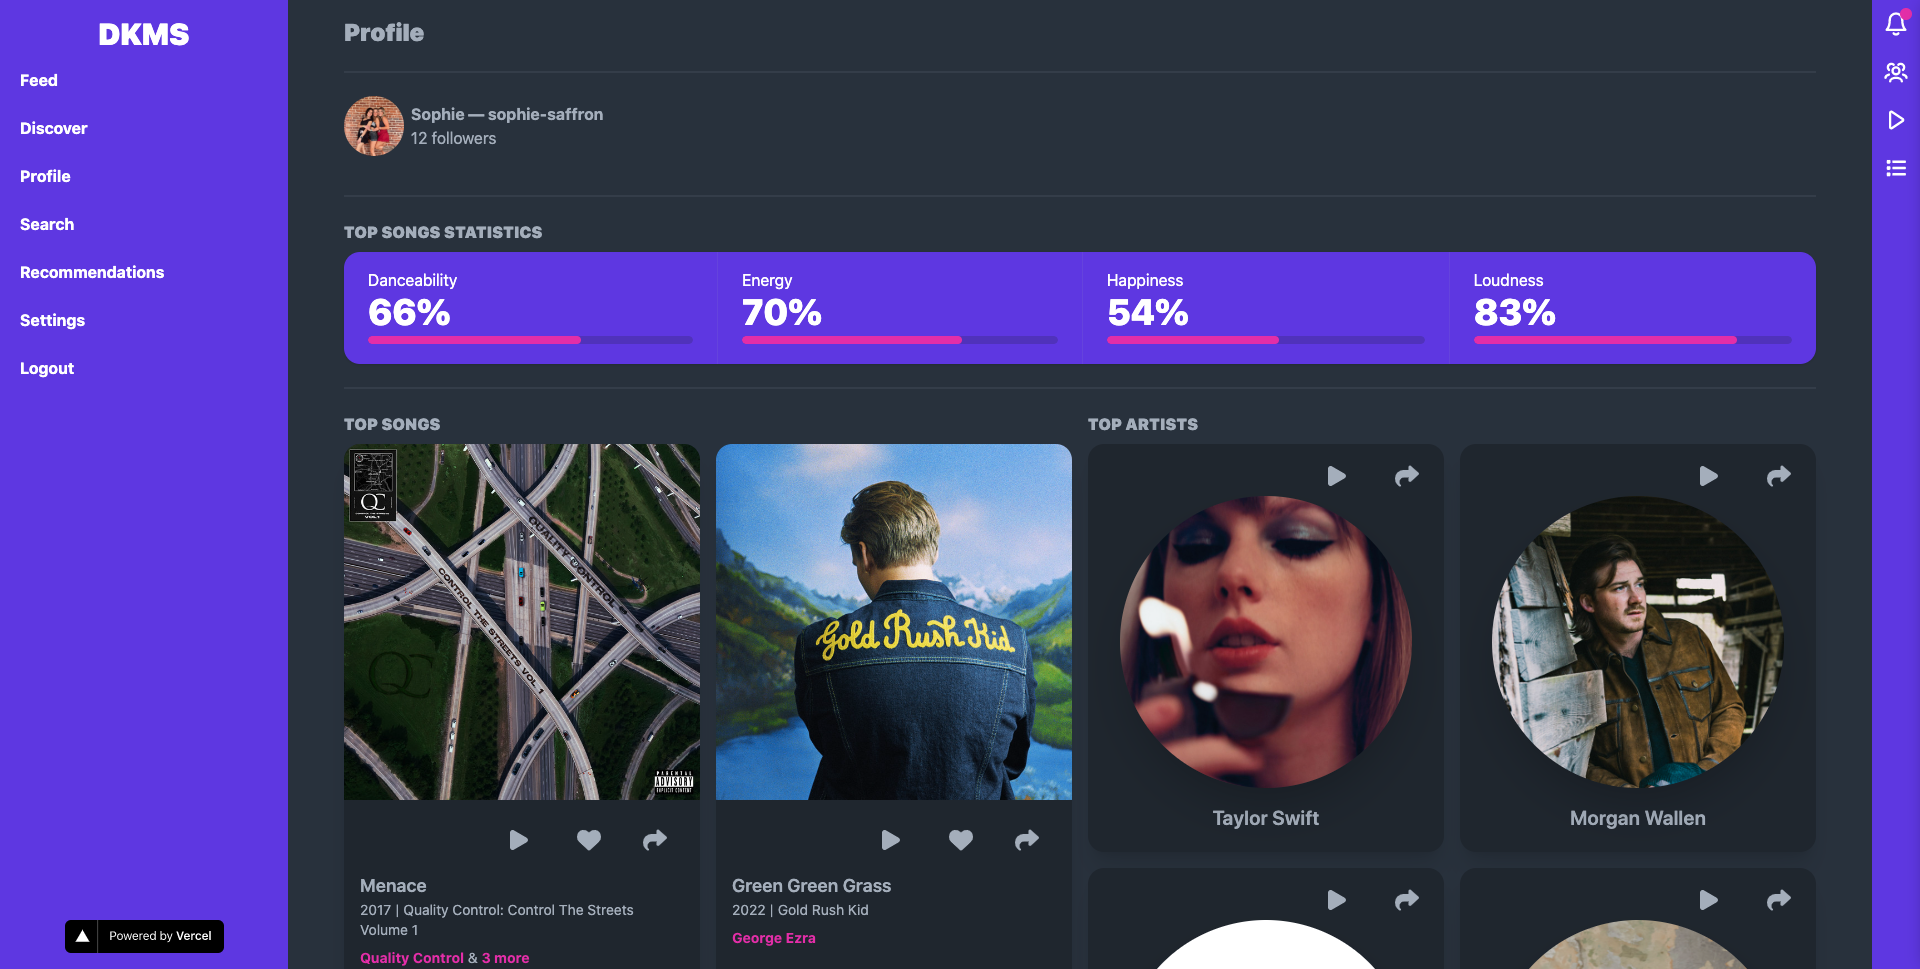 DKMS
Feed
Discover
Profile
Search
Recommendations
Settings
Logout
Powered by Vercel
Profile
Sophie — sophie-saffron
12 followers
TOP SONGS STATISTICS
Danceability
66%
Energy
70%
Happiness
54%
Loudness
83%
TOP SONGS
QC
QUALITY CONTROL
CONTROL THE STREETS VOL. 1
QC
PARENTAL
ADVISORY
EXPLICIT CONTENT
Menace
2017 | Quality Control: Control The Streets
Volume 1
Quality Control & 3 more
Gold Rush Kid
Green Green Grass
2022 | Gold Rush Kid
George Ezra
TOP ARTISTS
Taylor Swift
Morgan Wallen